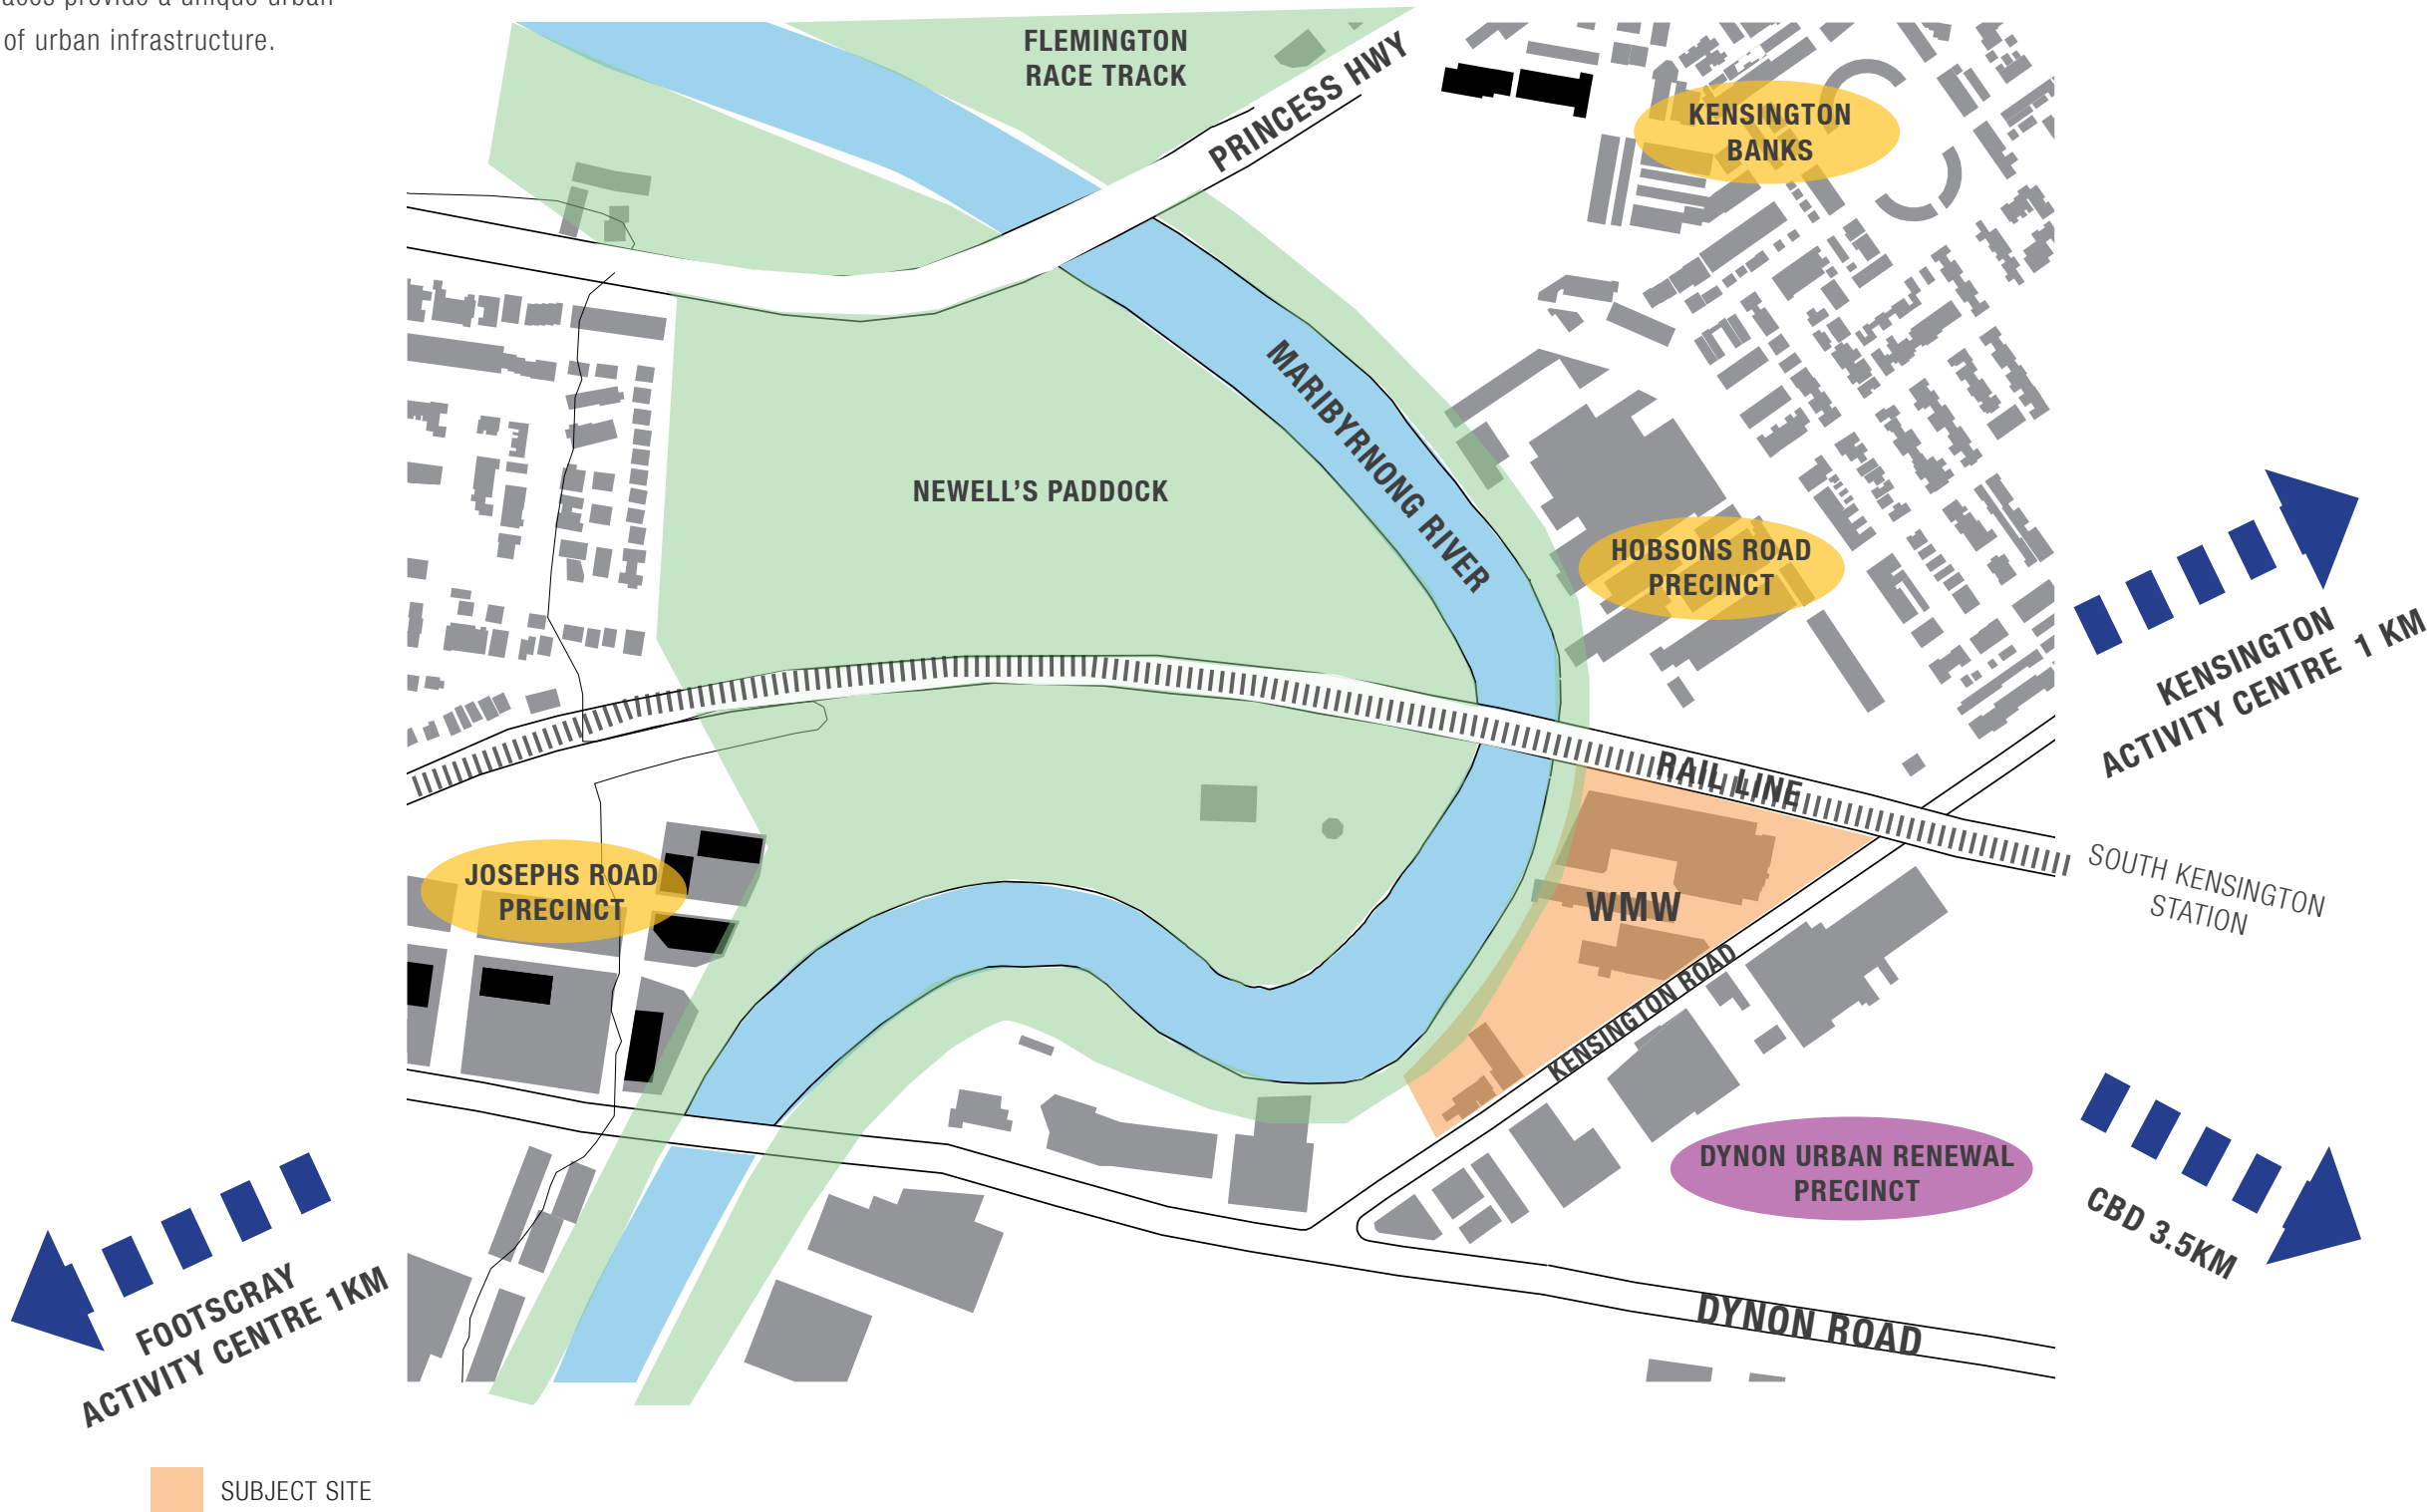 of urban infrastructure.
FLEMINGTON
RACE TRACK
PRINCESS HWY
KENSINGTON
BANKS
MARIBYRNONG RIVER
NEWELL'S PADDOCK
HOBSONS ROAD
PRECINCT
KENSINGTON
ACTIVITY CENTRE 1 KM
RAIL LINE
SOUTH KENSINGTON
STATION
JOSEPHS ROAD
PRECINCT
WMW
KENSINGTON ROAD
DYNON URBAN RENEWAL
PRECINCT
CBD 3.5KM
FOOTSCRAY
ACTIVITY CENTRE 1KM
DYNON ROAD
SUBJECT SITE